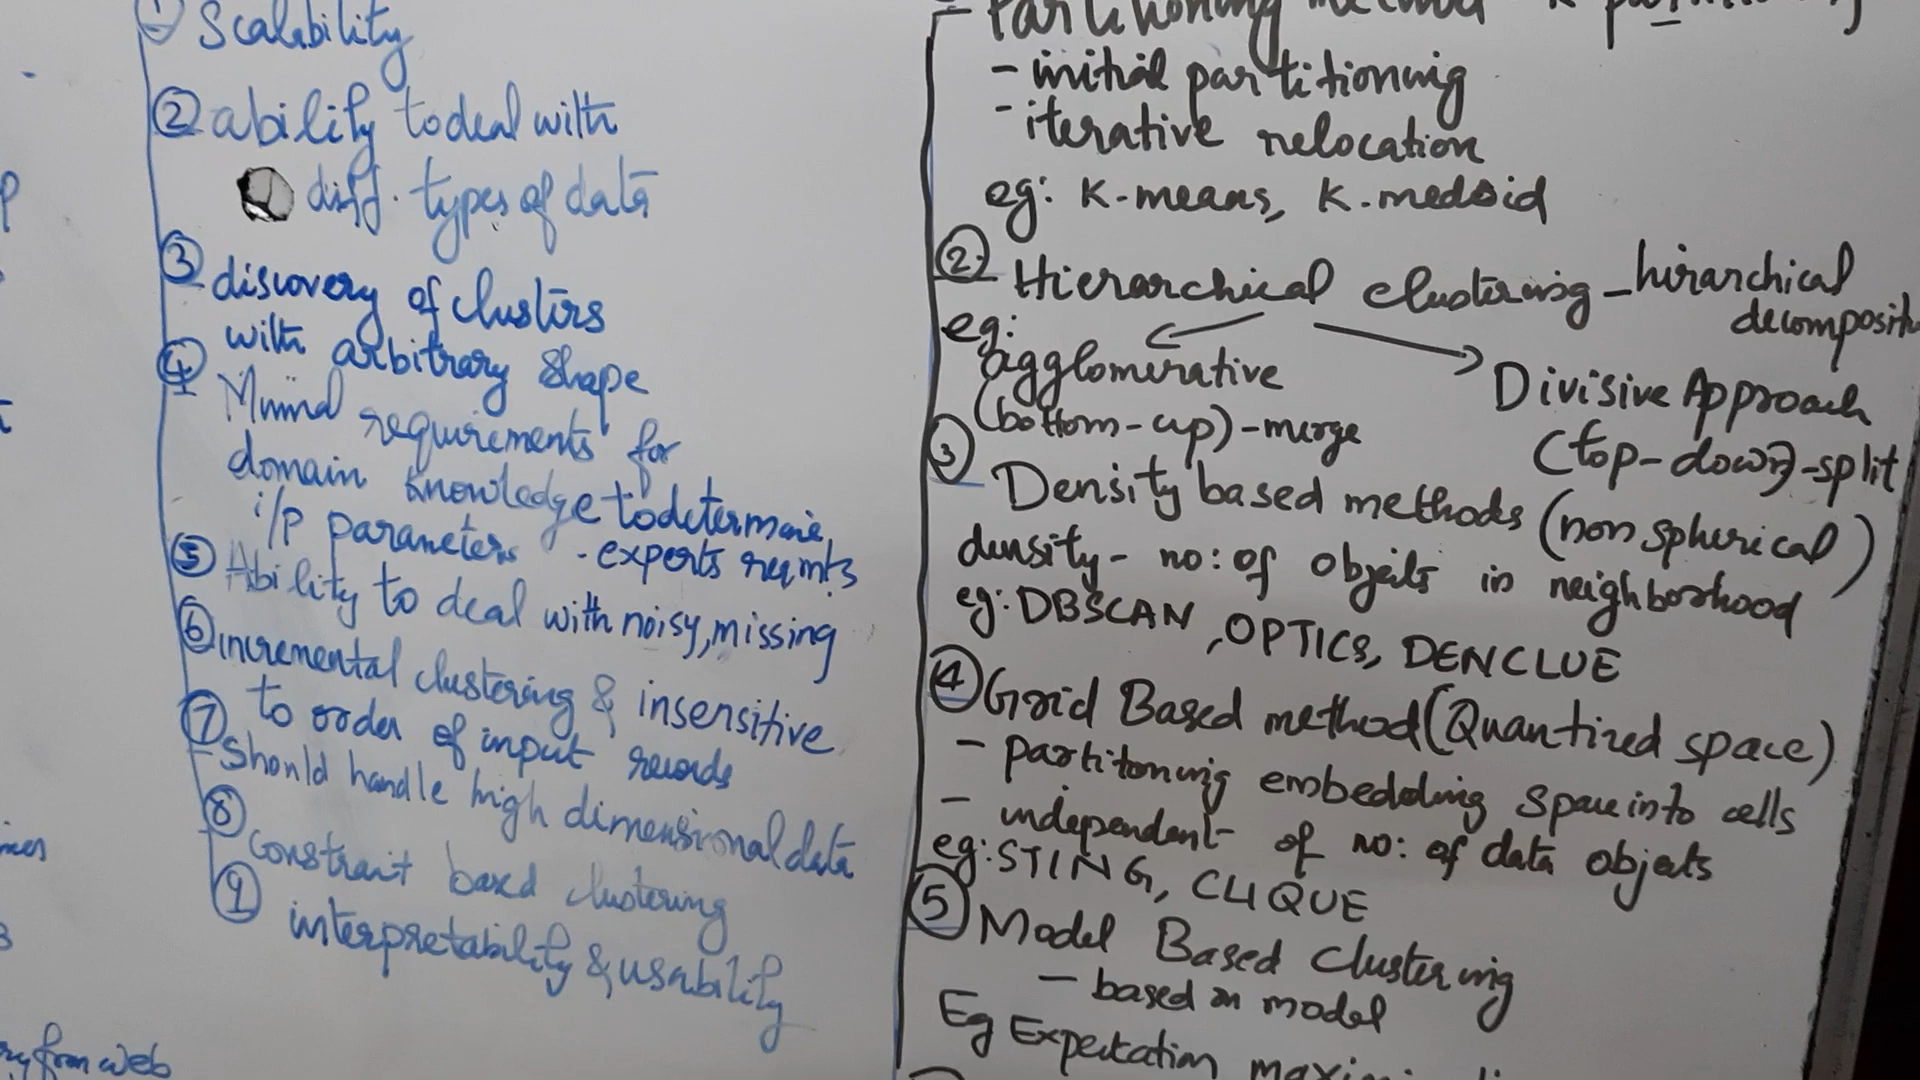 ① Scalability
② ability to deal with
diff. types of data
③ discovery of clusters
with arbitrary shape
④ Minimal requirements for
domain knowledge to determine
i/p parameters - experts reqmts
⑤ Ability to deal with noisy, missing
⑥ incremental clustering & insensitive
to order of input records
⑦ - Should handle high dimensional data
⑧ constraint based clustering
⑨ interpretability & usability
from web
Partitioning method
- initial partitioning
- iterative relocation
eg: K-means, K-medoid
② Hierarchical clustering - hirarchical
decomposit
eg:
agglomerative
(bottom-up)-merge
Divisive Approach
(top-down)-split
③ Density based methods (non spherical)
density - no: of objects in neighborhood
eg: DBSCAN, OPTICS, DENCLUE
④ Grid Based method (Quantized space)
- partitoning embedding space into cells
- independent of no: of data objects
eg: STING, CLIQUE
⑤ Model Based clustering
- based on model
Eg Expectation